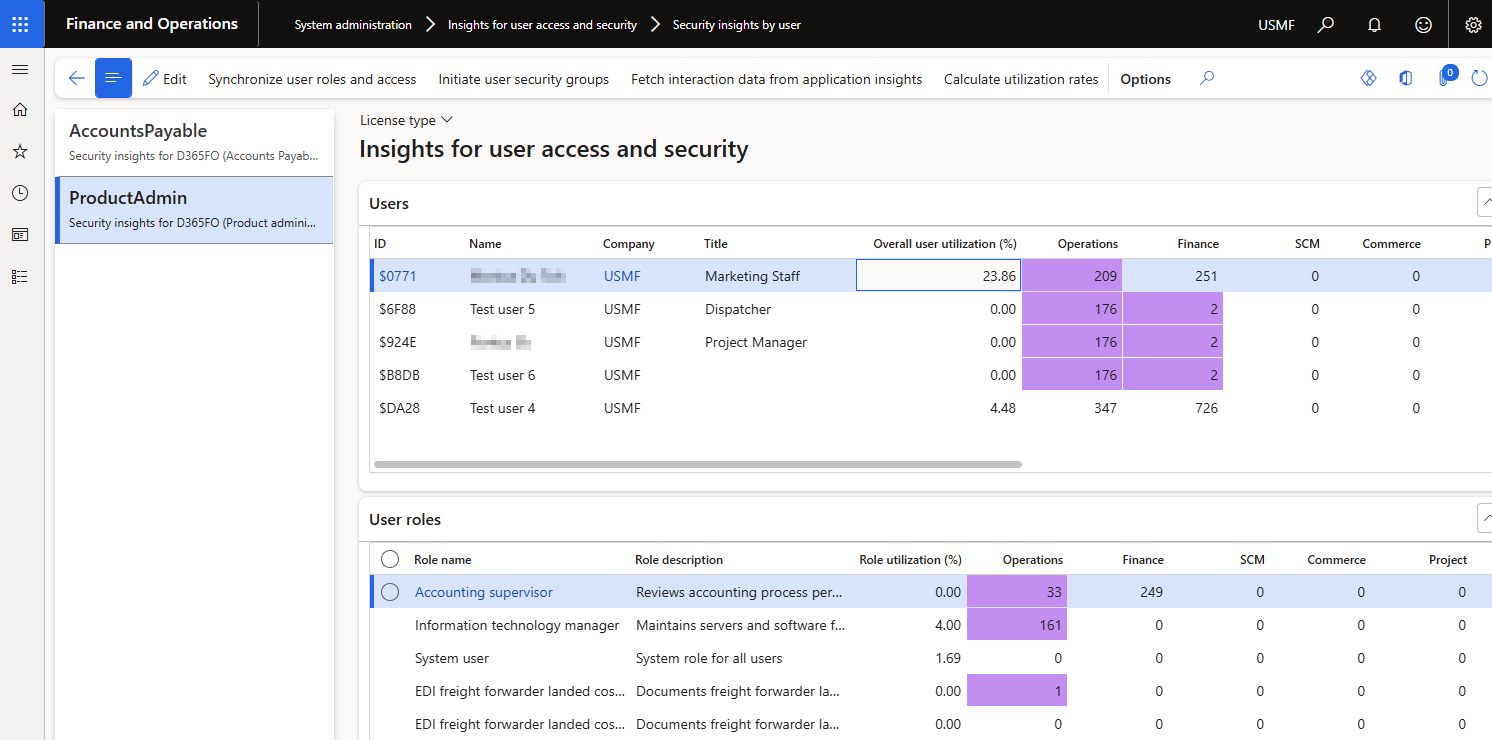 Finance and Operations System administration Insights for user access and security Security insights by user USMF
Edit Synchronize user roles and access Initiate user security groups Fetch interaction data from application insights Calculate utilization rates Options 0
AccountsPayable
Security insights for D365FO (Accounts Payab...
ProductAdmin
Security insights for D365FO (Product admini...
License type
Insights for user access and security
Users
ID Name Company Title Overall user utilization (%) Operations Finance SCM Commerce P
$0771 USMF Marketing Staff 23.86 209 251 0 0
$6F88 Test user 5 USMF Dispatcher 0.00 176 2 0 0
$924E USMF Project Manager 0.00 176 2 0 0
$B8DB Test user 6 USMF 0.00 176 2 0 0
$DA28 Test user 4 USMF 4.48 347 726 0 0
User roles
Role name Role description Role utilization (%) Operations Finance SCM Commerce Project
Accounting supervisor Reviews accounting process per... 0.00 33 249 0 0 0
Information technology manager Maintains servers and software f... 4.00 161 0 0 0 0
System user System role for all users 1.69 0 0 0 0 0
EDI freight forwarder landed cos... Documents freight forwarder la... 0.00 1 0 0 0 0
EDI freight forwarder landed cos... Documents freight forwarder la... 0.00 0 0 0 0 0